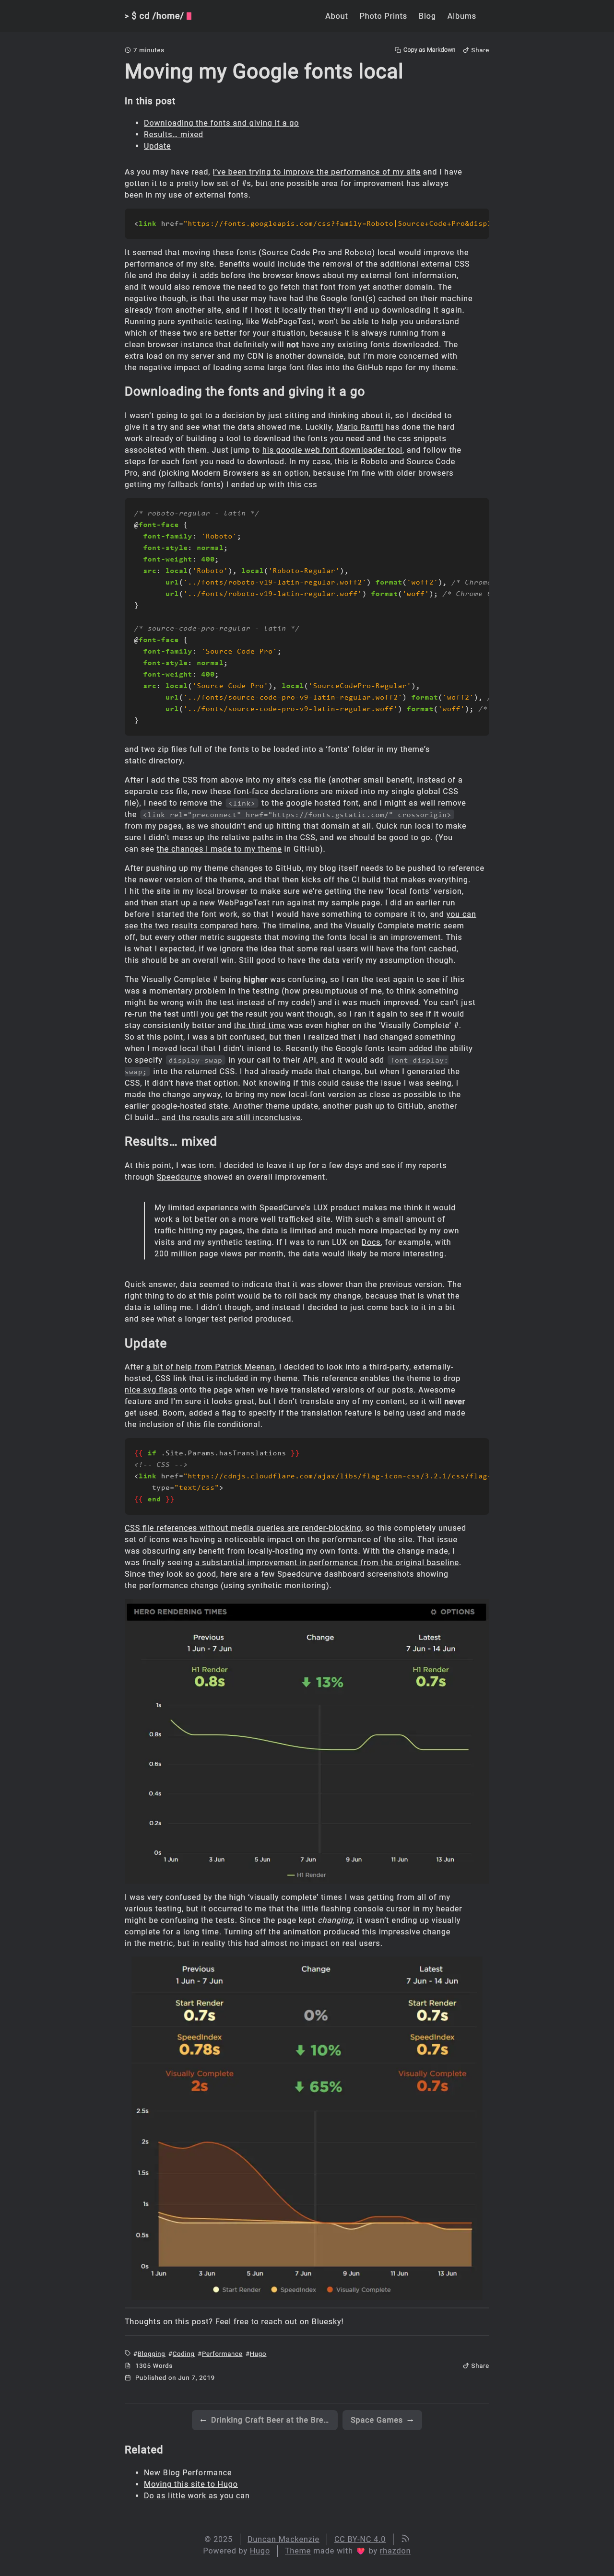 > $ cd /home/
About Photo Prints Blog Albums
7 minutes
Copy as Markdown Share
Moving my Google fonts local
In this post
Downloading the fonts and giving it a go
Results… mixed
Update
As you may have read, I've been trying to improve the performance of my site and I have
gotten it to a pretty low set of #s, but one possible area for improvement has always
been in my use of external fonts.
<link href="https://fonts.googleapis.com/css?family=Roboto|Source+Code+Pro&displ
It seemed that moving these fonts (Source Code Pro and Roboto) local would improve the
performance of my site. Benefits would include the removal of the additional external CSS
file and the delay it adds before the browser knows about my external font information,
and it would also remove the need to go fetch that font from yet another domain. The
negative though, is that the user may have had the Google font(s) cached on their machine
already from another site, and if I host it locally then they'll end up downloading it again.
Running pure synthetic testing, like WebPageTest, won't be able to help you understand
which of these two are better for your situation, because it is always running from a
clean browser instance that definitely will not have any existing fonts downloaded. The
extra load on my server and my CDN is another downside, but I'm more concerned with
the negative impact of loading some large font files into the GitHub repo for my theme.
Downloading the fonts and giving it a go
I wasn't going to get to a decision by just sitting and thinking about it, so I decided to
give it a try and see what the data showed me. Luckily, Mario Ranftl has done the hard
work already of building a tool to download the fonts you need and the css snippets
associated with them. Just jump to his google web font downloader tool, and follow the
steps for each font you need to download. In my case, this is Roboto and Source Code
Pro, and (picking Modern Browsers as an option, because I'm fine with older browsers
getting my fallback fonts) I ended up with this css
/* roboto-regular - latin */
@font-face {
font-family: 'Roboto';
font-style: normal;
font-weight: 400;
src: local('Roboto'), local('Roboto-Regular'),
url('../fonts/roboto-v19-latin-regular.woff2') format('woff2'), /* Chrome
url('../fonts/roboto-v19-latin-regular.woff') format('woff'); /* Chrome
}
/* source-code-pro-regular - latin */
@font-face {
font-family: 'Source Code Pro';
font-style: normal;
font-weight: 400;
src: local('Source Code Pro'), local('SourceCodePro-Regular'),
url('../fonts/source-code-pro-v9-latin-regular.woff2') format('woff2'), /
url('../fonts/source-code-pro-v9-latin-regular.woff') format('woff'); /*
}
and two zip files full of the fonts to be loaded into a 'fonts' folder in my theme's
static directory.
After I add the CSS from above into my site's css file (another small benefit, instead of a
separate css file, now these font-face declarations are mixed into my single global CSS
file), I need to remove the <link> to the google hosted font, and I might as well remove
the <link rel="preconnect" href="https://fonts.gstatic.com/" crossorigin>
from my pages, as we shouldn't end up hitting that domain at all. Quick run local to make
sure I didn't mess up the relative paths in the CSS, and we should be good to go. (You
can see the changes I made to my theme in GitHub).
After pushing up my theme changes to GitHub, my blog itself needs to be pushed to reference
the newer version of the theme, and that then kicks off the CI build that makes everything.
I hit the site in my local browser to make sure we're getting the new 'local fonts' version,
and then start up a new WebPageTest run against my sample page. I did an earlier run
before I started the font work, so that I would have something to compare it to, and you can
see the two results compared here. The timeline, and the Visually Complete metric seem
off, but every other metric suggests that moving the fonts local is an improvement. This
is what I expected, if we ignore the idea that some real users will have the font cached,
this should be an overall win. Still good to have the data verify my assumption though.
The Visually Complete # being higher was confusing, so I ran the test again to see if this
was a momentary problem in the testing (how presumptuous of me, to think something
might be wrong with the test instead of my code!) and it was much improved. You can't just
re-run the test until you get the result you want though, so I ran it again to see if it would
stay consistently better and the third time was even higher on the 'Visually Complete' #.
So at this point, I was a bit confused, but then I realized that I had changed something
when I moved local that I didn't intend to. Recently the Google fonts team added the ability
to specify display=swap in your call to their API, and it would add font-display:
swap; into the returned CSS. I had already made that change, but when I generated the
CSS, it didn't have that option. Not knowing if this could cause the issue I was seeing, I
made the change anyway, to bring my new local-font version as close as possible to the
earlier google-hosted state. Another theme update, another push up to GitHub, another
CI build… and the results are still inconclusive.
Results… mixed
At this point, I was torn. I decided to leave it up for a few days and see if my reports
through Speedcurve showed an overall improvement.
My limited experience with SpeedCurve's LUX product makes me think it would
work a lot better on a more well trafficked site. With such a small amount of
traffic hitting my pages, the data is limited and much more impacted by my own
visits and my synthetic testing. If I was to run LUX on Docs, for example, with
200 million page views per month, the data would likely be more interesting.
Quick answer, data seemed to indicate that it was slower than the previous version. The
right thing to do at this point would be to roll back my change, because that is what the
data is telling me. I didn't though, and instead I decided to just come back to it in a bit
and see what a longer test period produced.
Update
After a bit of help from Patrick Meenan, I decided to look into a third-party, externally-
hosted, CSS link that is included in my theme. This reference enables the theme to drop
nice svg flags onto the page when we have translated versions of our posts. Awesome
feature and I'm sure it looks great, but I don't translate any of my content, so it will never
get used. Boom, added a flag to specify if the translation feature is being used and made
the inclusion of this file conditional.
{{ if .Site.Params.hasTranslations }}
<!-- CSS -->
<link href="https://cdnjs.cloudflare.com/ajax/libs/flag-icon-css/3.2.1/css/flag-
type="text/css">
{{ end }}
CSS file references without media queries are render-blocking, so this completely unused
set of icons was having a noticeable impact on the performance of the site. That issue
was obscuring any benefit from locally-hosting my own fonts. With the change made, I
was finally seeing a substantial improvement in performance from the original baseline.
Since they look so good, here are a few Speedcurve dashboard screenshots showing
the performance change (using synthetic monitoring).
HERO RENDERING TIMES OPTIONS
Previous Change Latest
1 Jun - 7 Jun 7 Jun - 14 Jun
H1 Render H1 Render
0.8s 13% 0.7s
1s
0.8s
0.6s
0.4s
0.2s
0s
1 Jun 3 Jun 5 Jun 7 Jun 9 Jun 11 Jun 13 Jun
H1 Render
I was very confused by the high 'visually complete' times I was getting from all of my
various testing, but it occurred to me that the little flashing console cursor in my header
might be confusing the tests. Since the page kept changing, it wasn't ending up visually
complete for a long time. Turning off the animation produced this impressive change
in the metric, but in reality this had almost no impact on real users.
Previous Change Latest
1 Jun - 7 Jun 7 Jun - 14 Jun
Start Render Start Render
0.7s 0% 0.7s
SpeedIndex SpeedIndex
0.78s 10% 0.7s
Visually Complete Visually Complete
2s 65% 0.7s
2.5s
2s
1.5s
1s
0.5s
0s
1 Jun 3 Jun 5 Jun 7 Jun 9 Jun 11 Jun 13 Jun
Start Render SpeedIndex Visually Complete
Thoughts on this post? Feel free to reach out on Bluesky!
#Blogging #Coding #Performance #Hugo
1305 Words
Share
Published on Jun 7, 2019
← Drinking Craft Beer at the Bre…
Space Games →
Related
New Blog Performance
Moving this site to Hugo
Do as little work as you can
© 2025 Duncan Mackenzie CC BY-NC 4.0
Powered by Hugo Theme made with ❤ by rhazdon